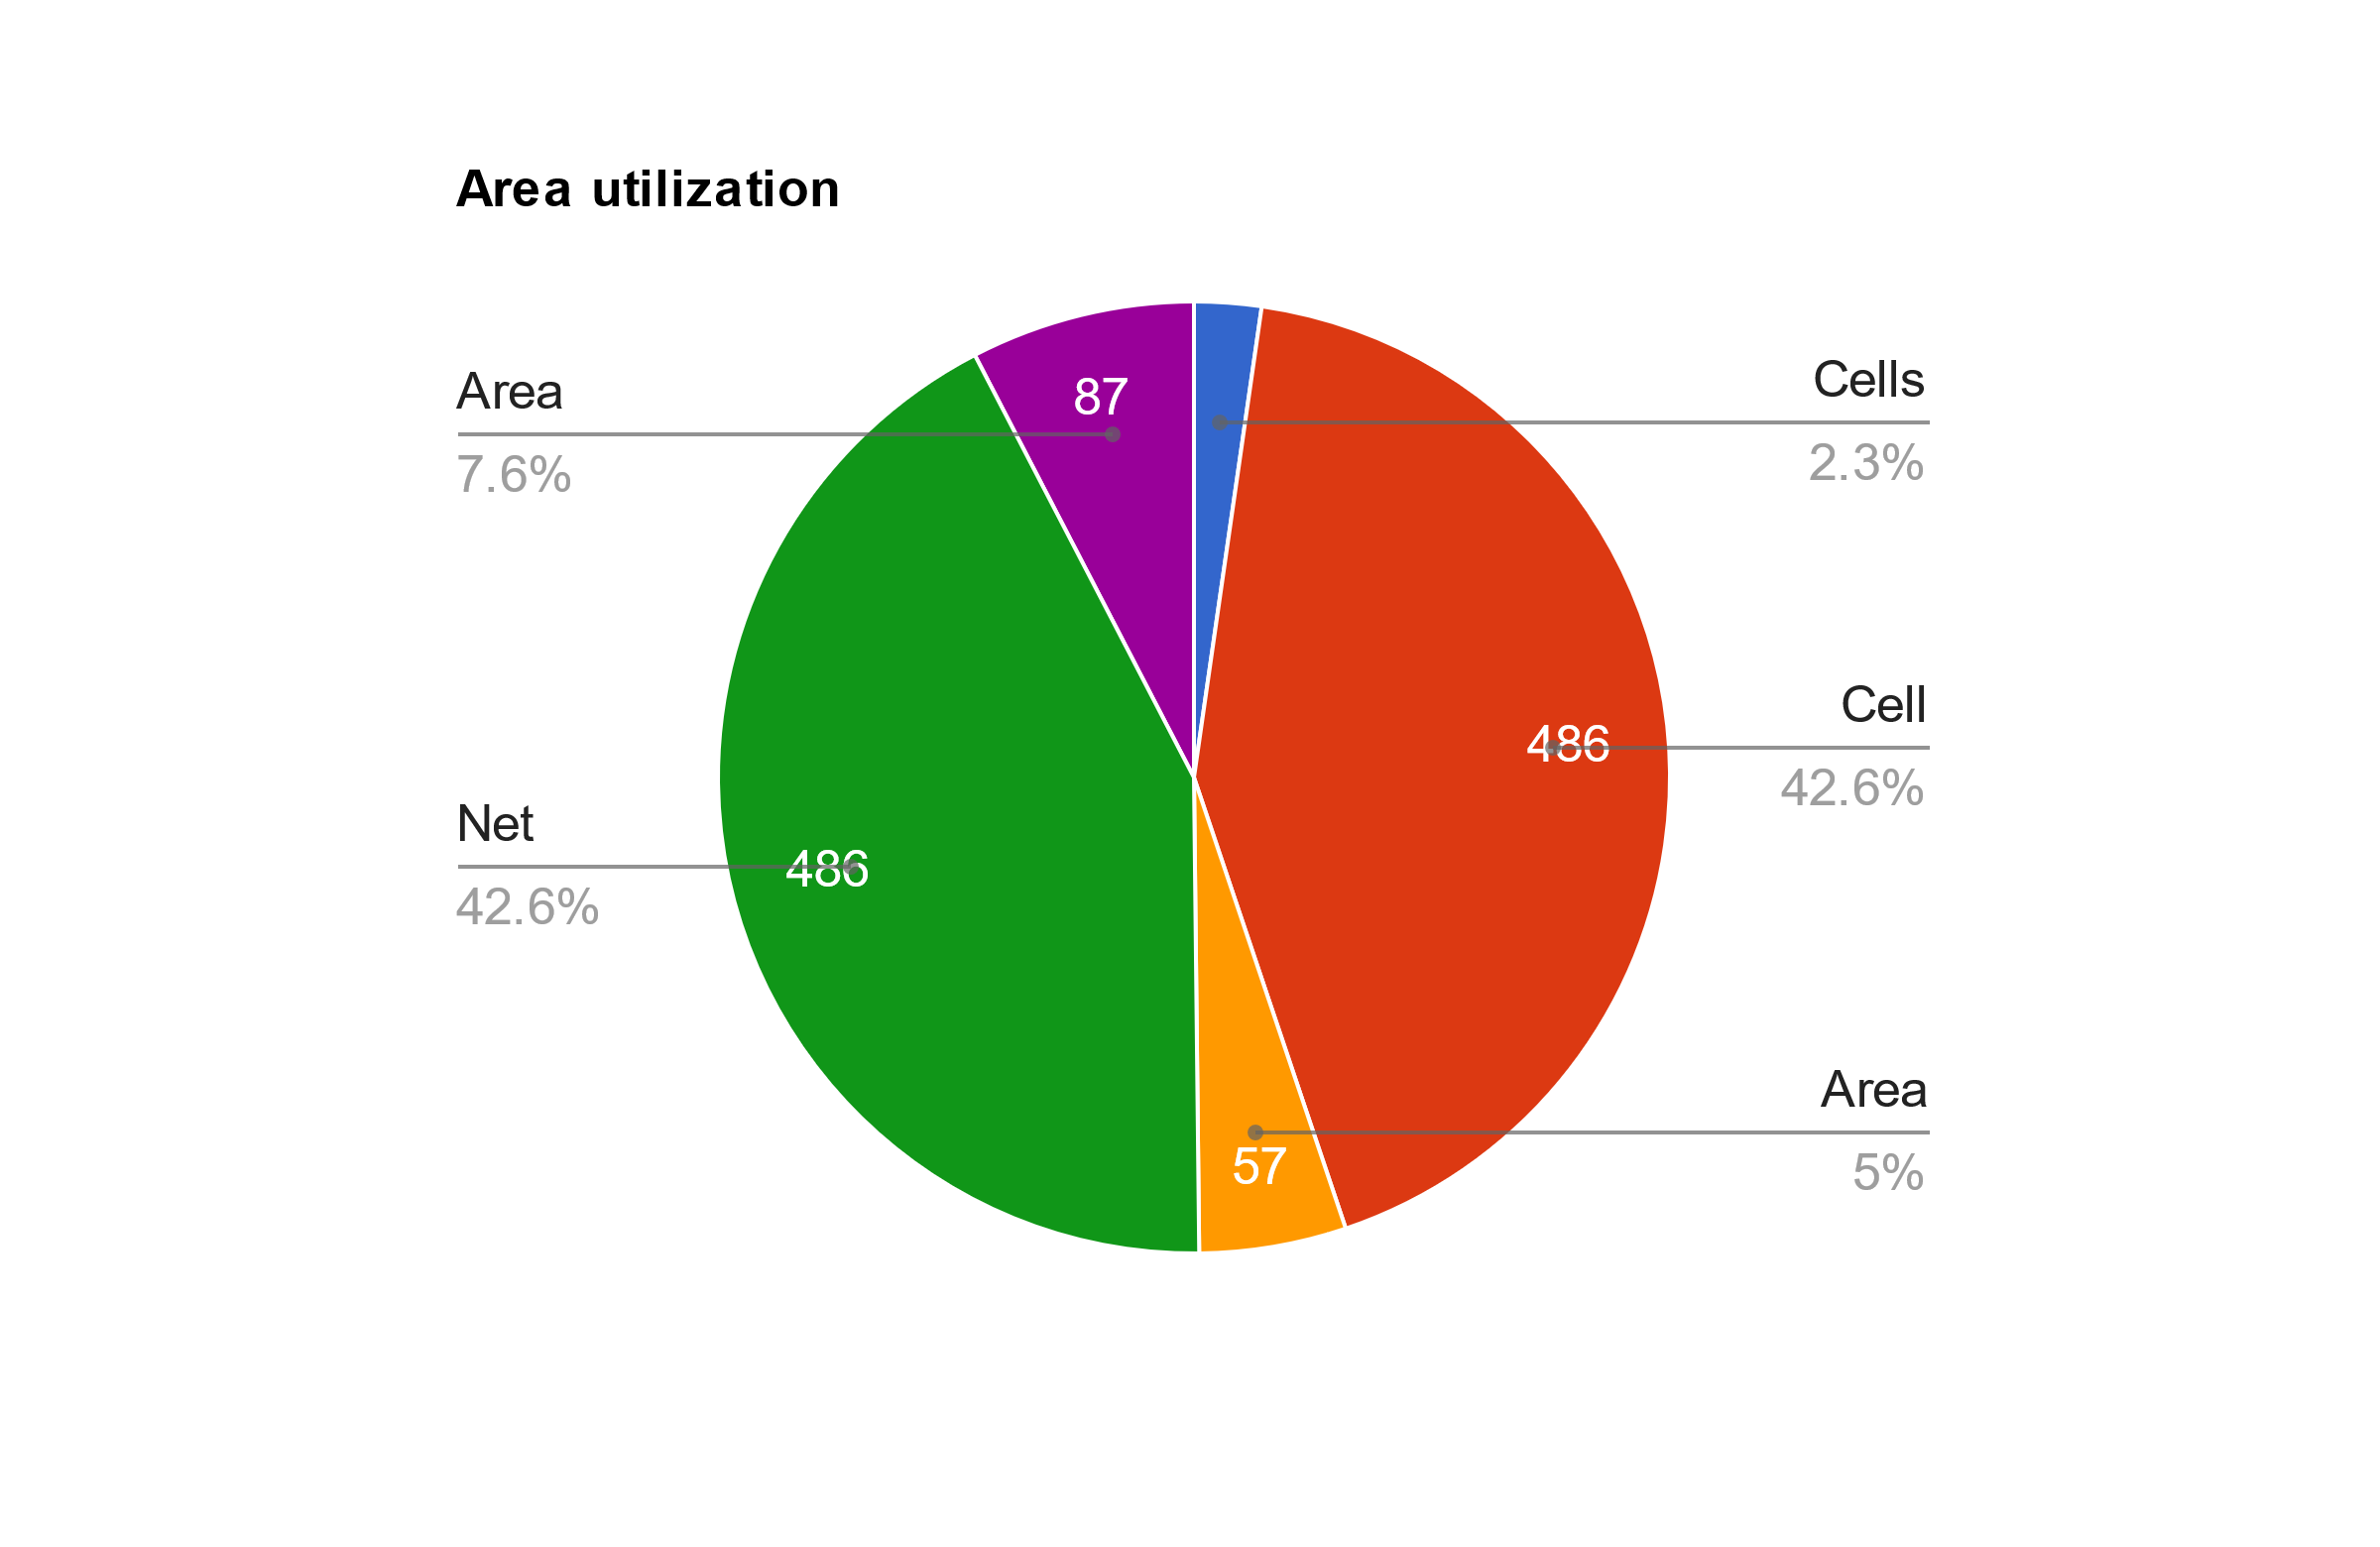 Area utilization
Area
7.6%
87
Cells
2.3%
Cell
42.6%
486
Net
42.6%
486
Area
5%
57